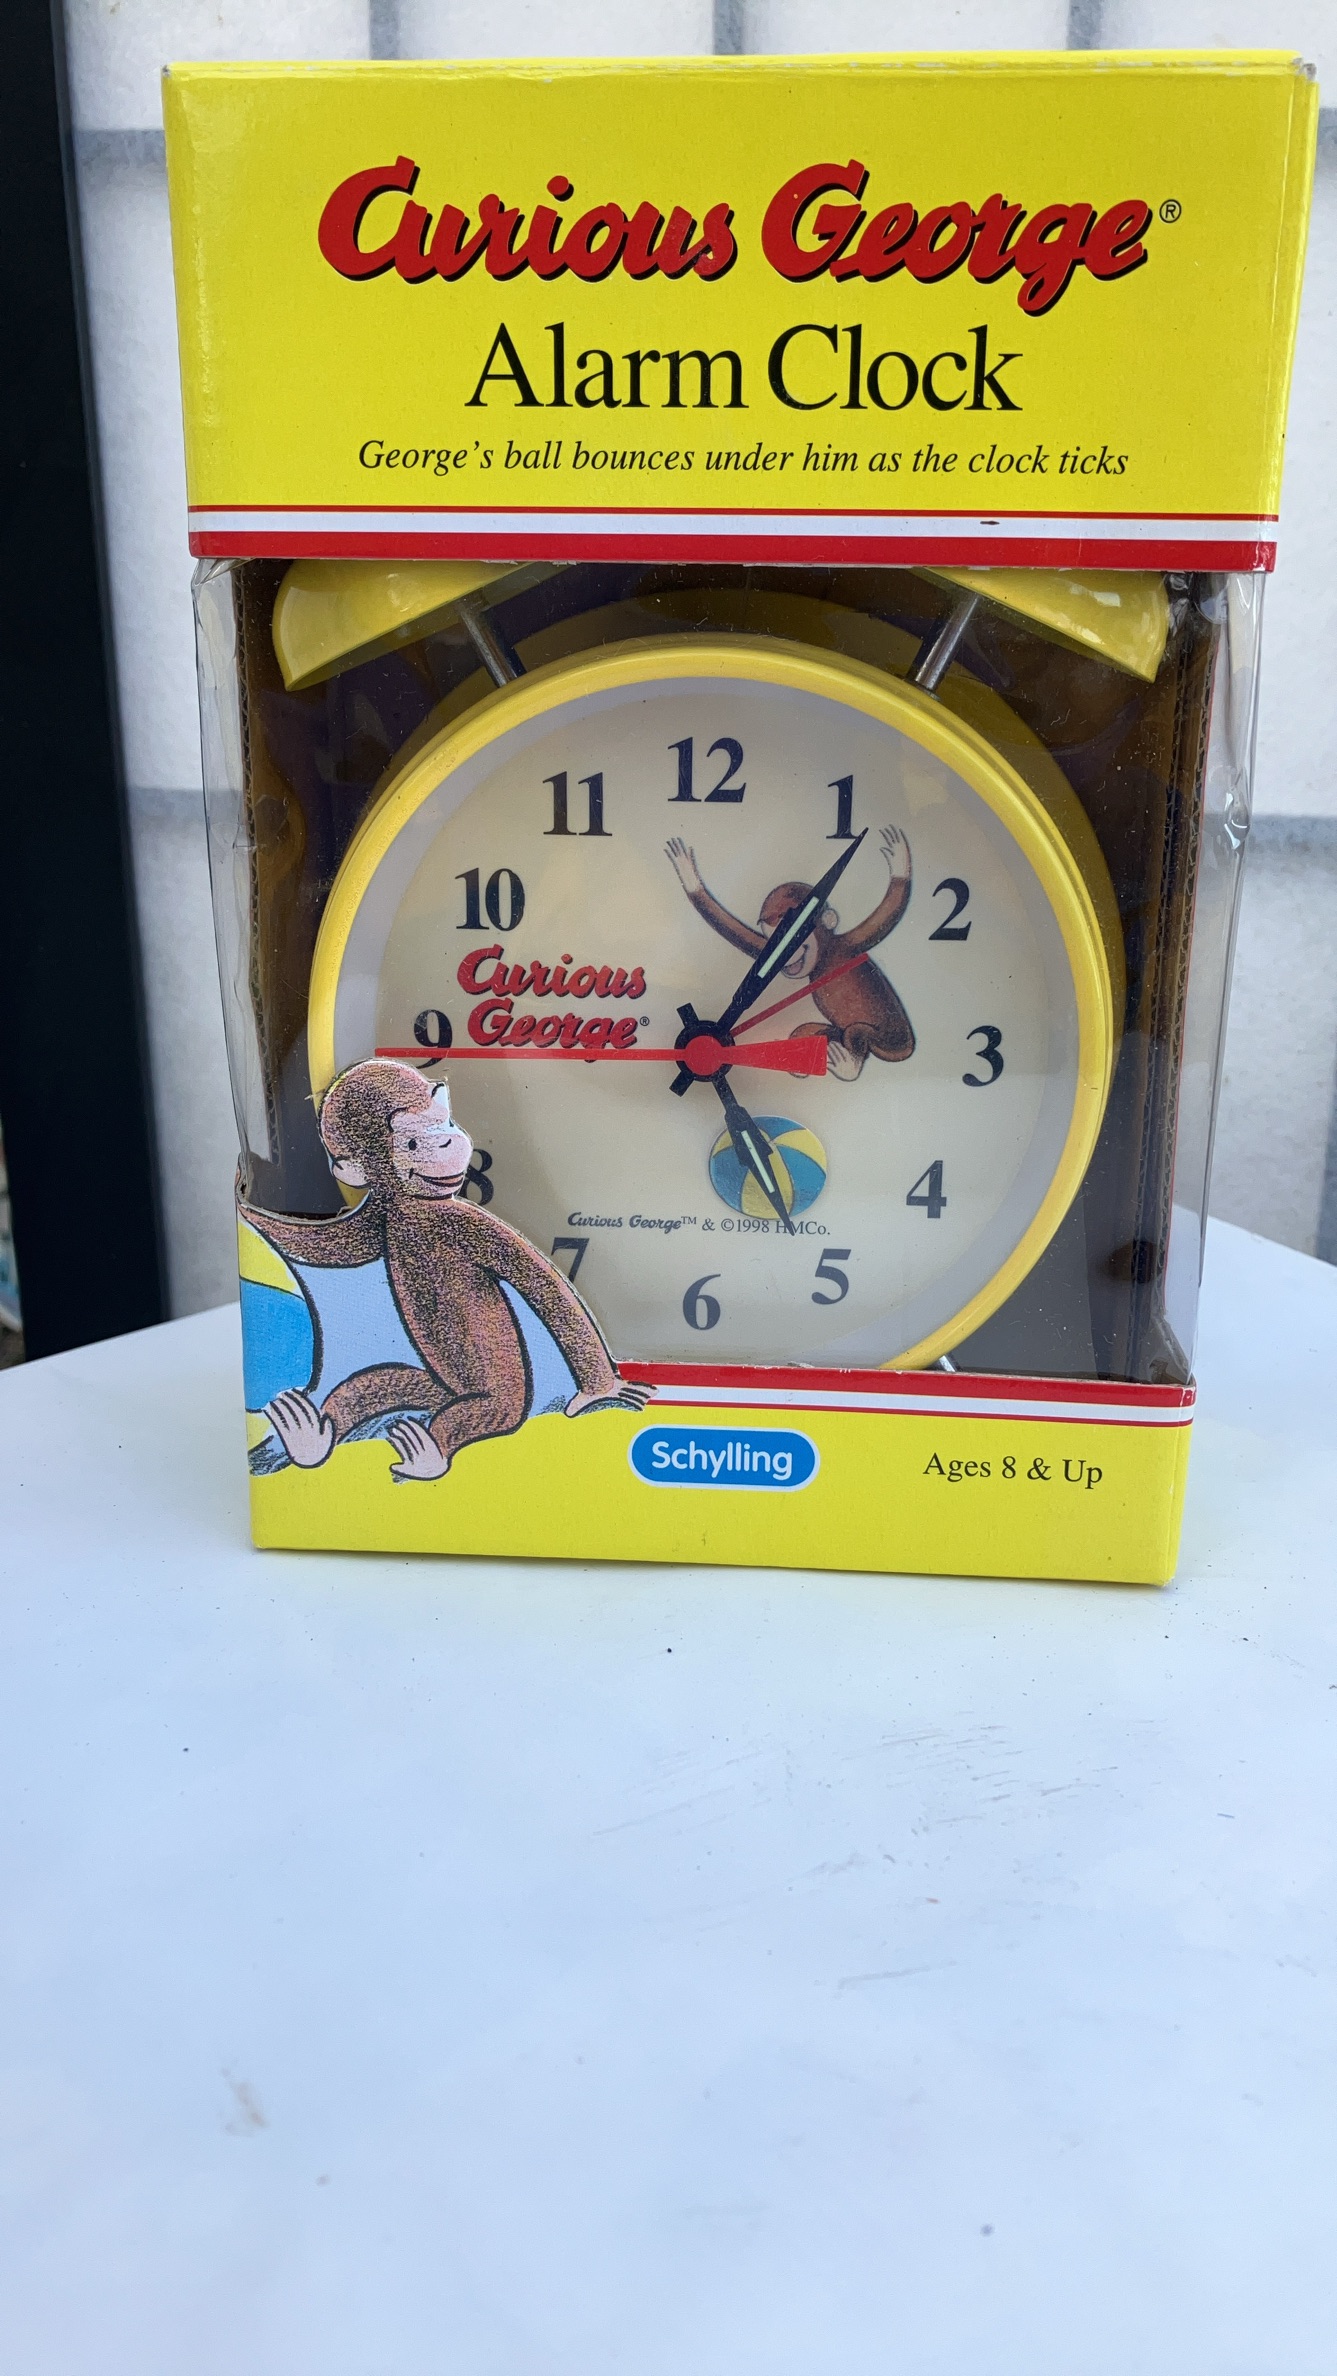 Curious George®
Alarm Clock
George's ball bounces under him as the clock ticks
12
11
1
10
2
Curious
George®
9
3
8
4
Curious George™ & ©1998 HMCo.
7
5
6
Schylling
Ages 8 & Up